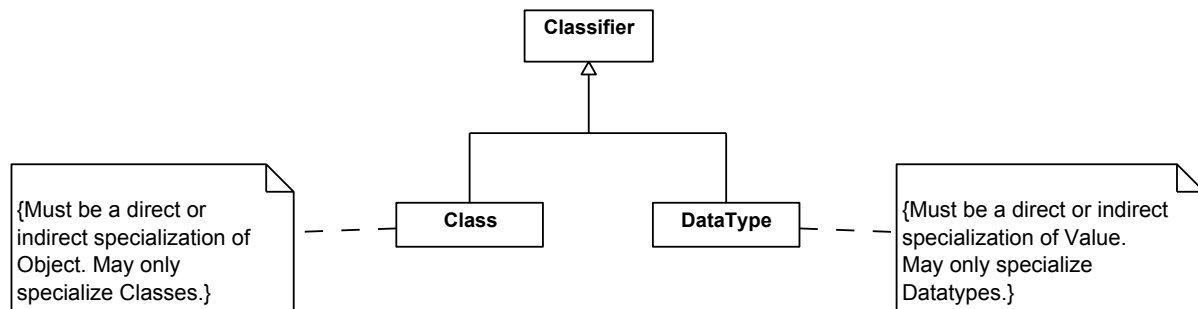 Classifier
Class
DataType
{Must be a direct or
indirect specialization of
Object. May only
specialize Classes.}
{Must be a direct or indirect
specialization of Value.
May only specialize
Datatypes.}